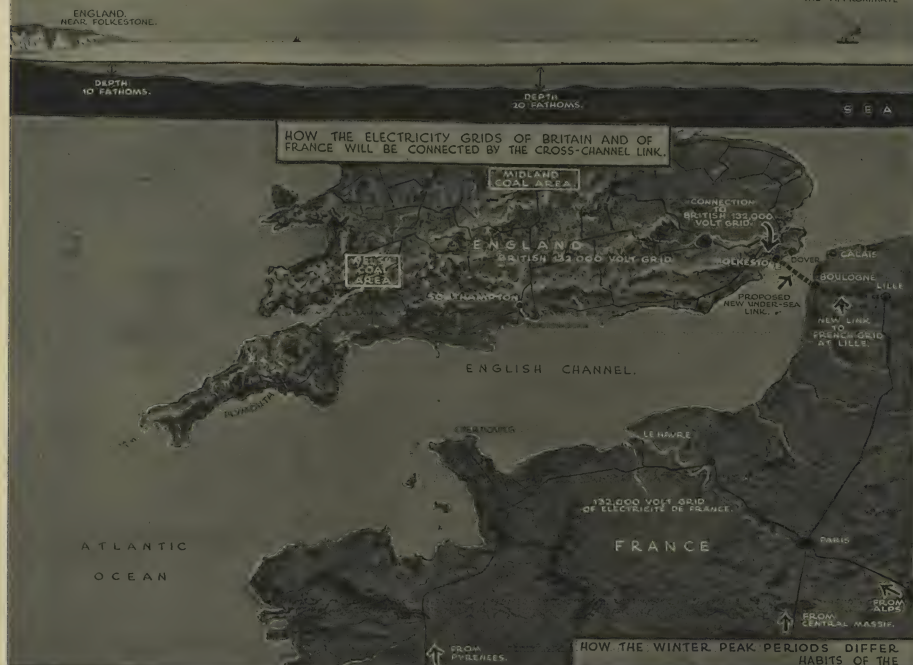 ENGLAND.
NEAR FOLKESTONE.
DEPTH
10 FATHOMS.
DEPTH
20 FATHOMS.
SEA
HOW THE ELECTRICITY GRIDS OF BRITAIN AND OF
FRANCE WILL BE CONNECTED BY THE CROSS-CHANNEL LINK.
MIDLAND
COAL AREA
CONNECTION
TO
BRITISH 132,000
VOLT GRID.
ENGLAND
BRITISH 132,000 VOLT GRID
WELSH
COAL
AREA
FOLKESTONE
DOVER
CALAIS
BOULOGNE
LILLE
SOUTHAMPTON
PROPOSED
NEW UNDER-SEA
LINK.
NEW LINK
TO
FRENCH GRID
AT LILLE.
ENGLISH CHANNEL.
PLYMOUTH
CHERBOURG
LE HAVRE
132,000 VOLT GRID
OF ELECTRICITÉ DE FRANCE.
ATLANTIC
OCEAN
FRANCE
PARIS
FROM
ALPS
FROM
CENTRAL MASSIF.
FROM
PYRENEES.
HOW THE WINTER PEAK PERIODS DIFFER
HABITS OF THE